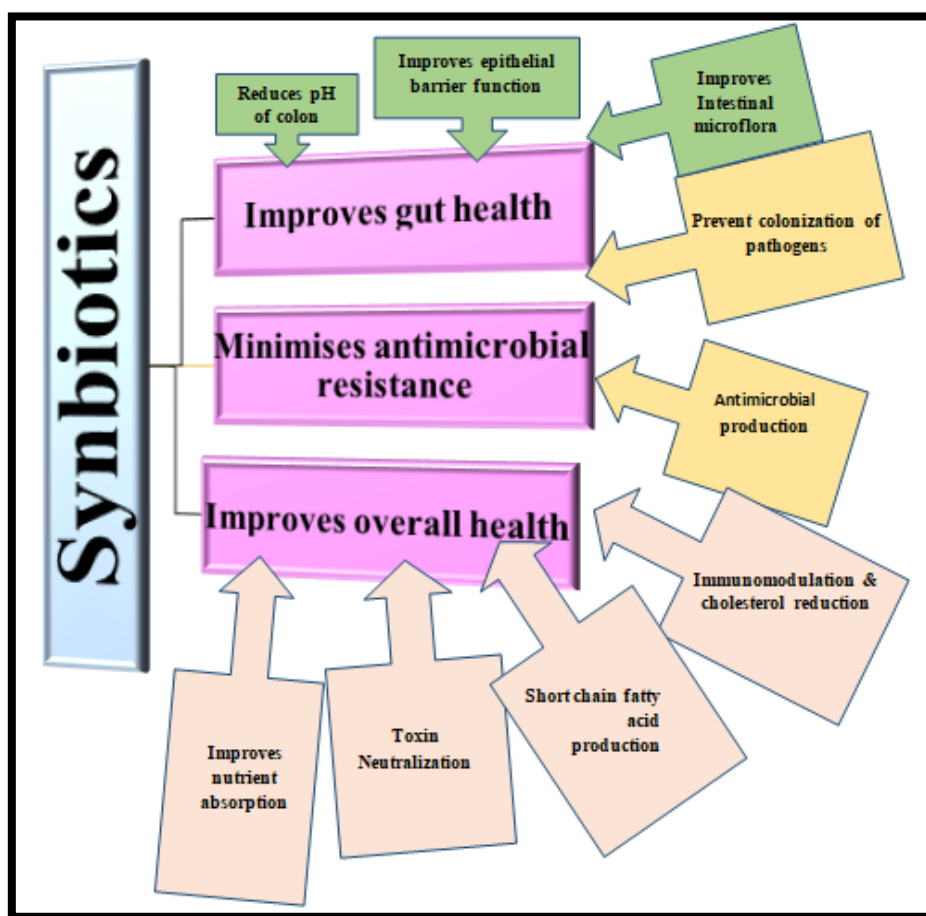 Synbiotics
Reduces pH
of colon
Improves epithelial
barrier function
Improves
Intestinal
microflora
Improves gut health
Prevent colonization of
pathogens
Minimises antimicrobial
resistance
Antimicrobial
production
Improves overall health
Immunomodulation &
cholesterol reduction
Short chain fatty
acid
production
Toxin
Neutralization
Improves
nutrient
absorption